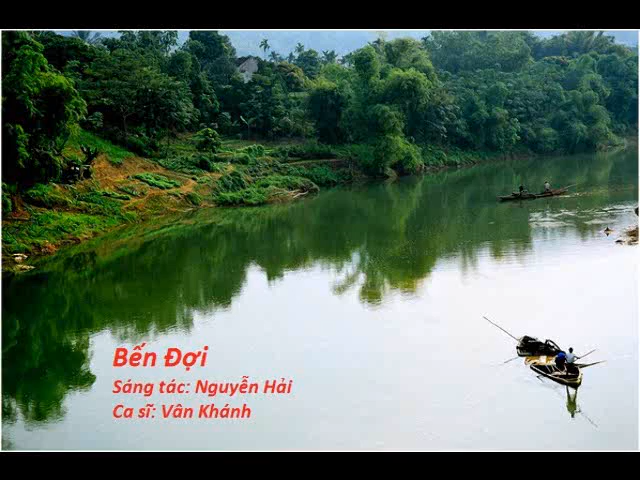 Bến Đợi
Sáng tác: Nguyễn Hải
Ca sĩ: Vân Khánh